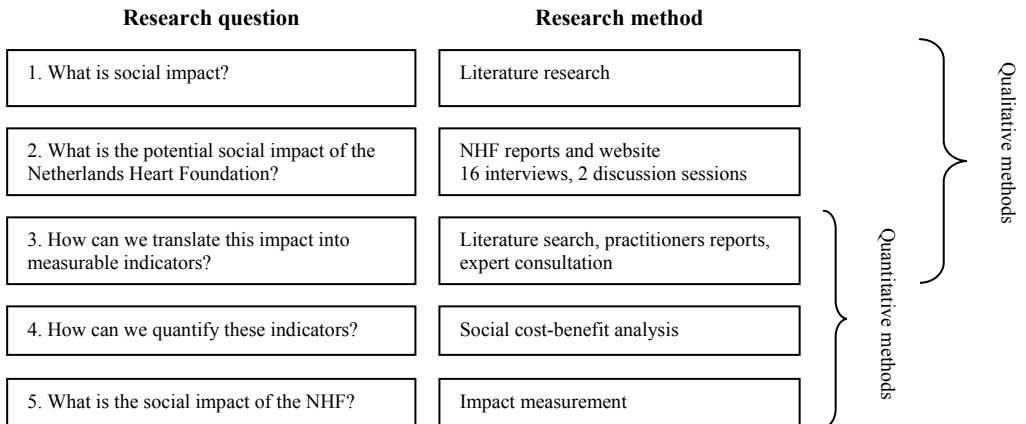 Research question
Research method
1. What is social impact?
Literature research
2. What is the potential social impact of the
Netherlands Heart Foundation?
NHF reports and website
16 interviews, 2 discussion sessions
3. How can we translate this impact into
measurable indicators?
Literature search, practitioners reports,
expert consultation
4. How can we quantify these indicators?
Social cost-benefit analysis
5. What is the social impact of the NHF?
Impact measurement
Quantitative methods
Qualitative methods